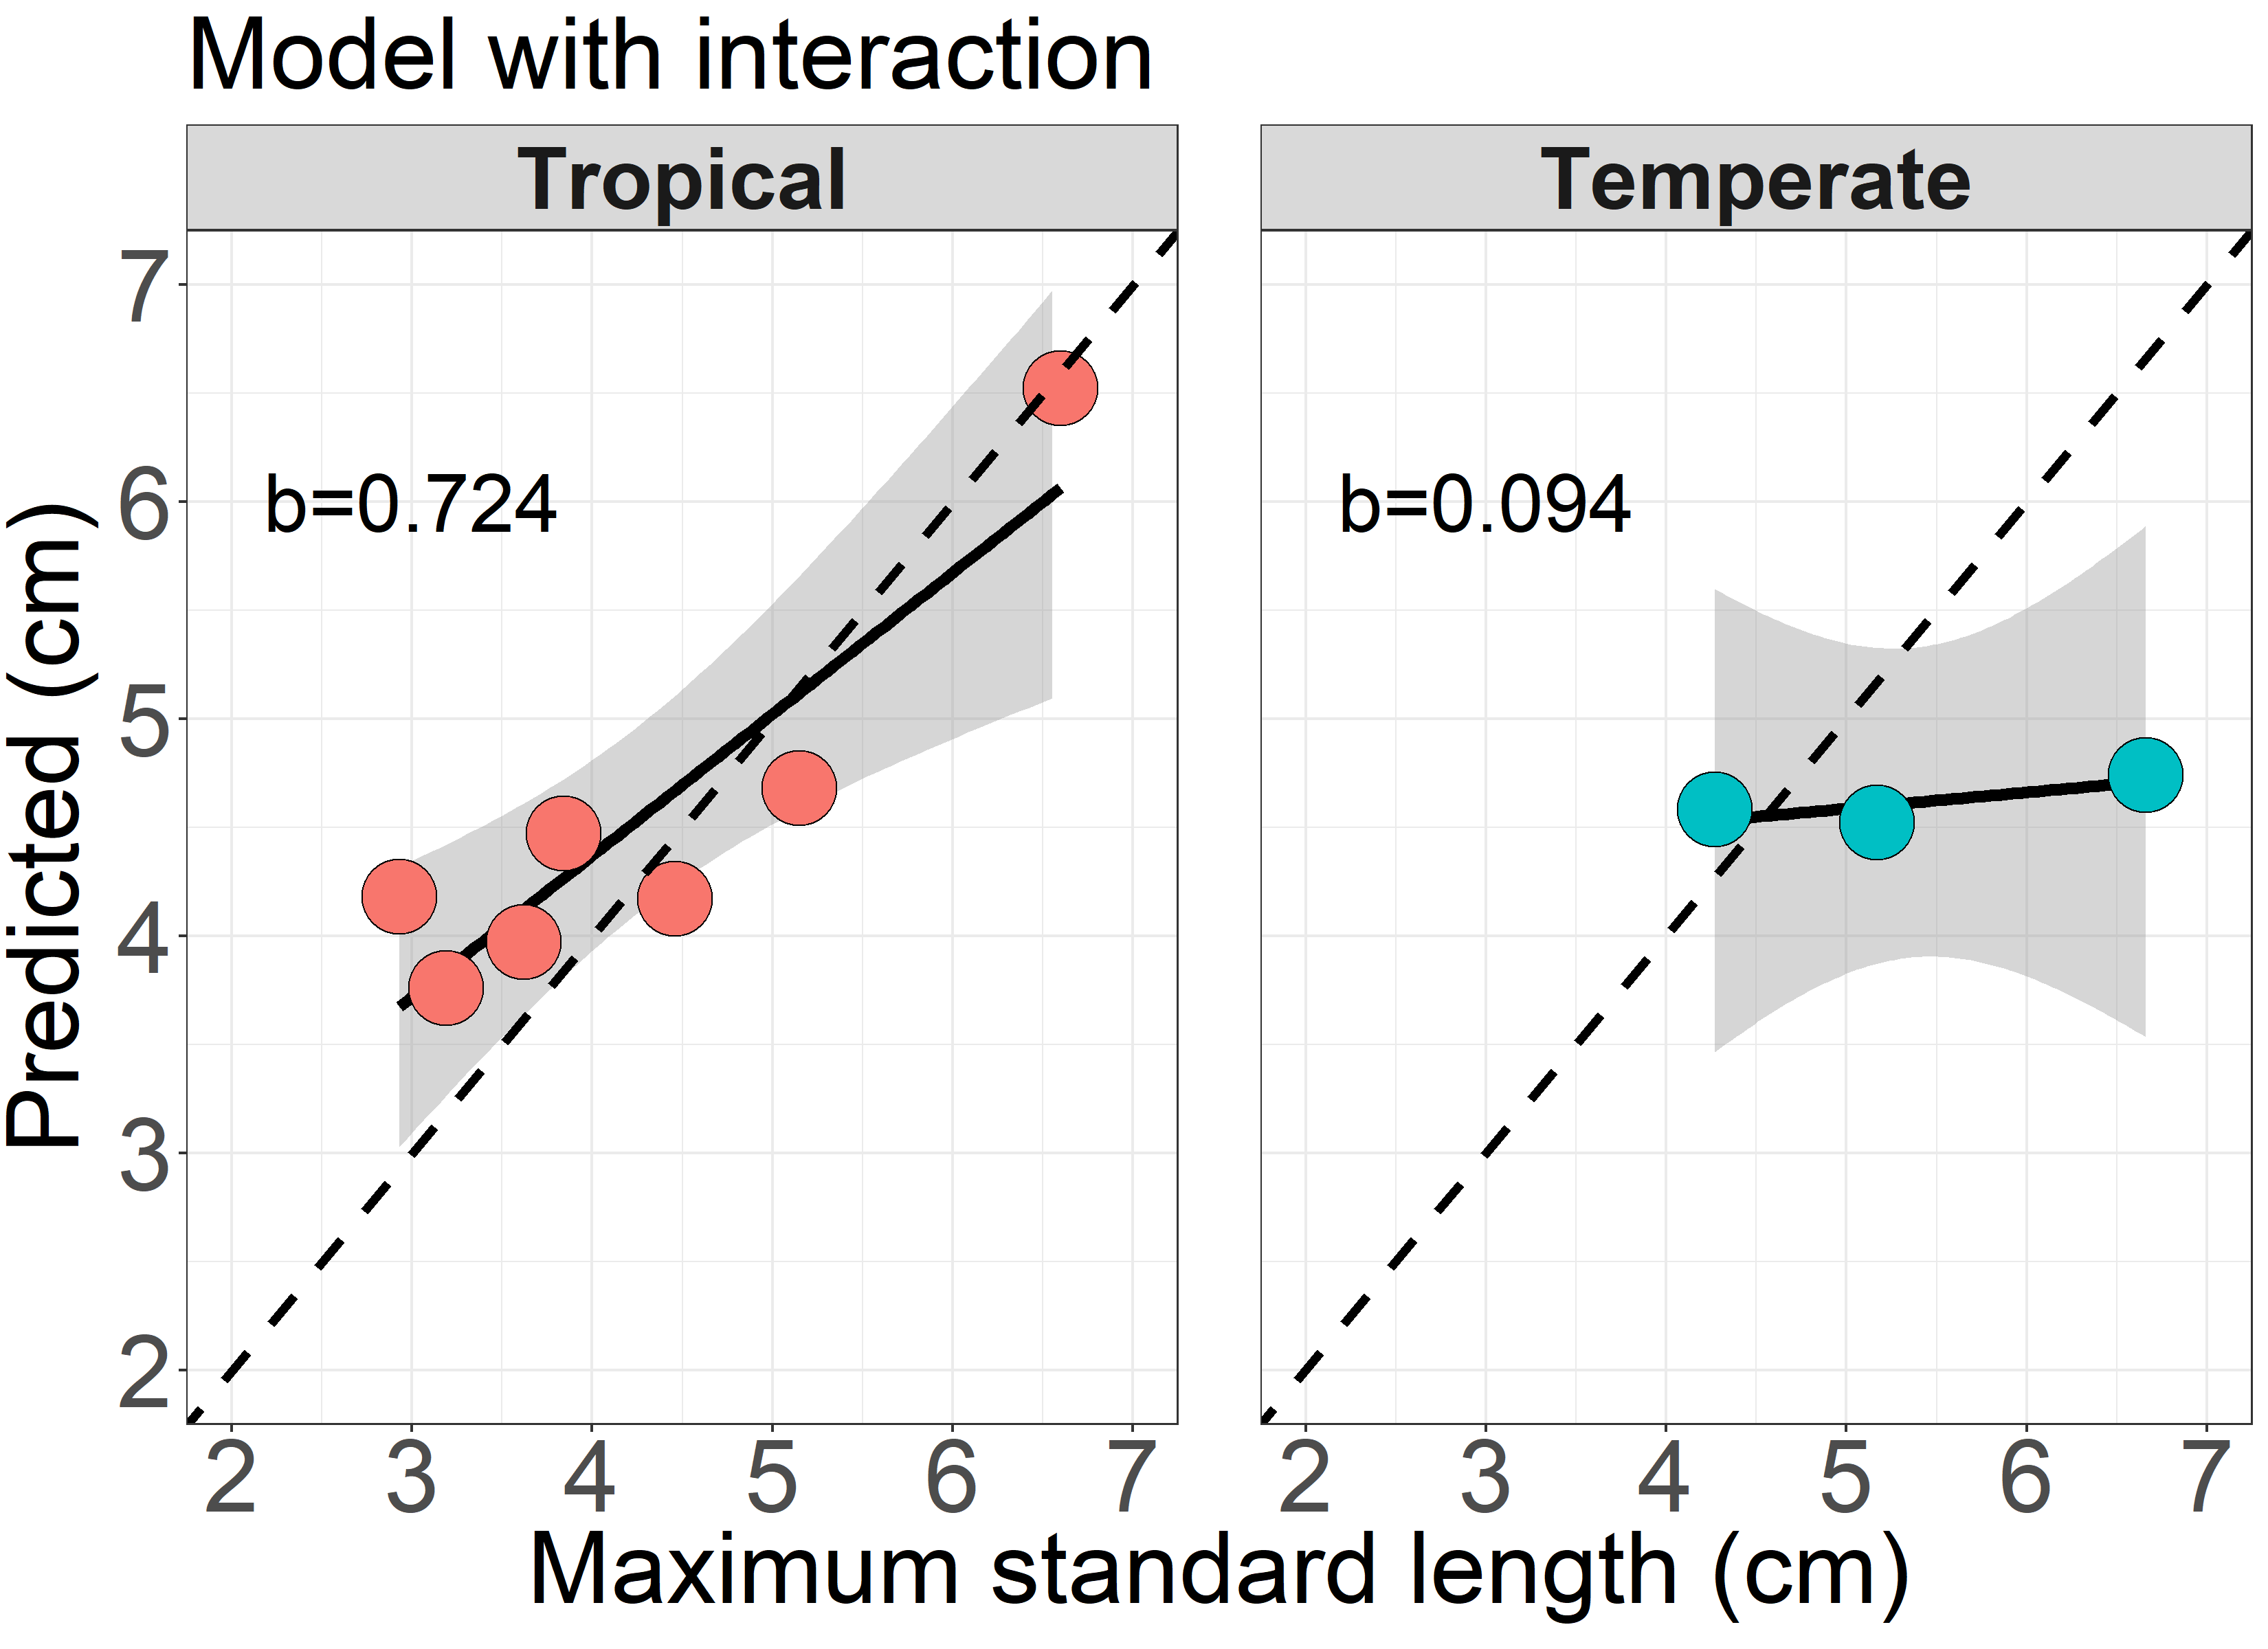 Model with interaction
Tropical
Temperate
Predicted (cm)
7
6
5
4
3
2
b=0.724
b=0.094
2 3 4 5 6 7
2 3 4 5 6 7
Maximum standard length (cm)